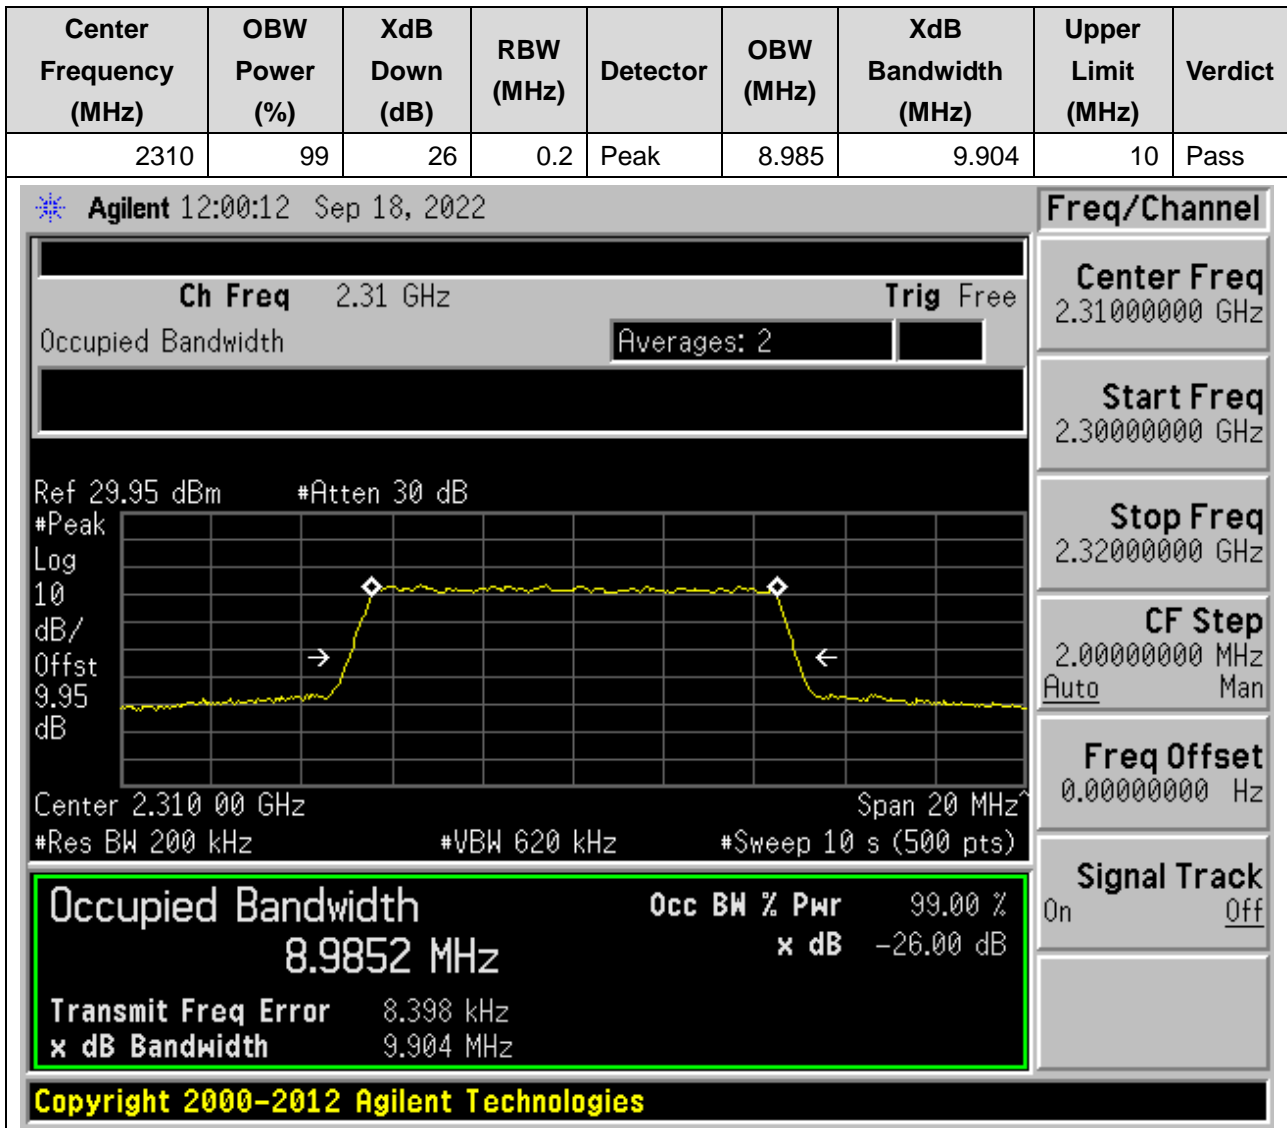 Center Frequency (MHz) OBW Power (%) XdB Down (dB) RBW (MHz) Detector OBW (MHz) XdB Bandwidth (MHz) Upper Limit (MHz) Verdict
2310 99 26 0.2 Peak 8.985 9.904 10 Pass
Agilent 12:00:12 Sep 18, 2022 Freq/Channel
Ch Freq 2.31 GHz Trig Free
Occupied Bandwidth Averages: 2
Center Freq
2.31000000 GHz
Start Freq
2.30000000 GHz
Stop Freq
2.32000000 GHz
CF Step
2.00000000 MHz
Auto Man
Freq Offset
0.00000000 Hz
Signal Track
On Off
Ref 29.95 dBm #Atten 30 dB
#Peak
Log
10
dB/
Offst
9.95
dB
Center 2.310 00 GHz Span 20 MHz^
#Res BW 200 kHz #VBW 620 kHz #Sweep 10 s (500 pts)
Occupied Bandwidth Occ BW % Pwr 99.00 %
8.9852 MHz x dB -26.00 dB
Transmit Freq Error 8.398 kHz
x dB Bandwidth 9.904 MHz
Copyright 2000-2012 Agilent Technologies